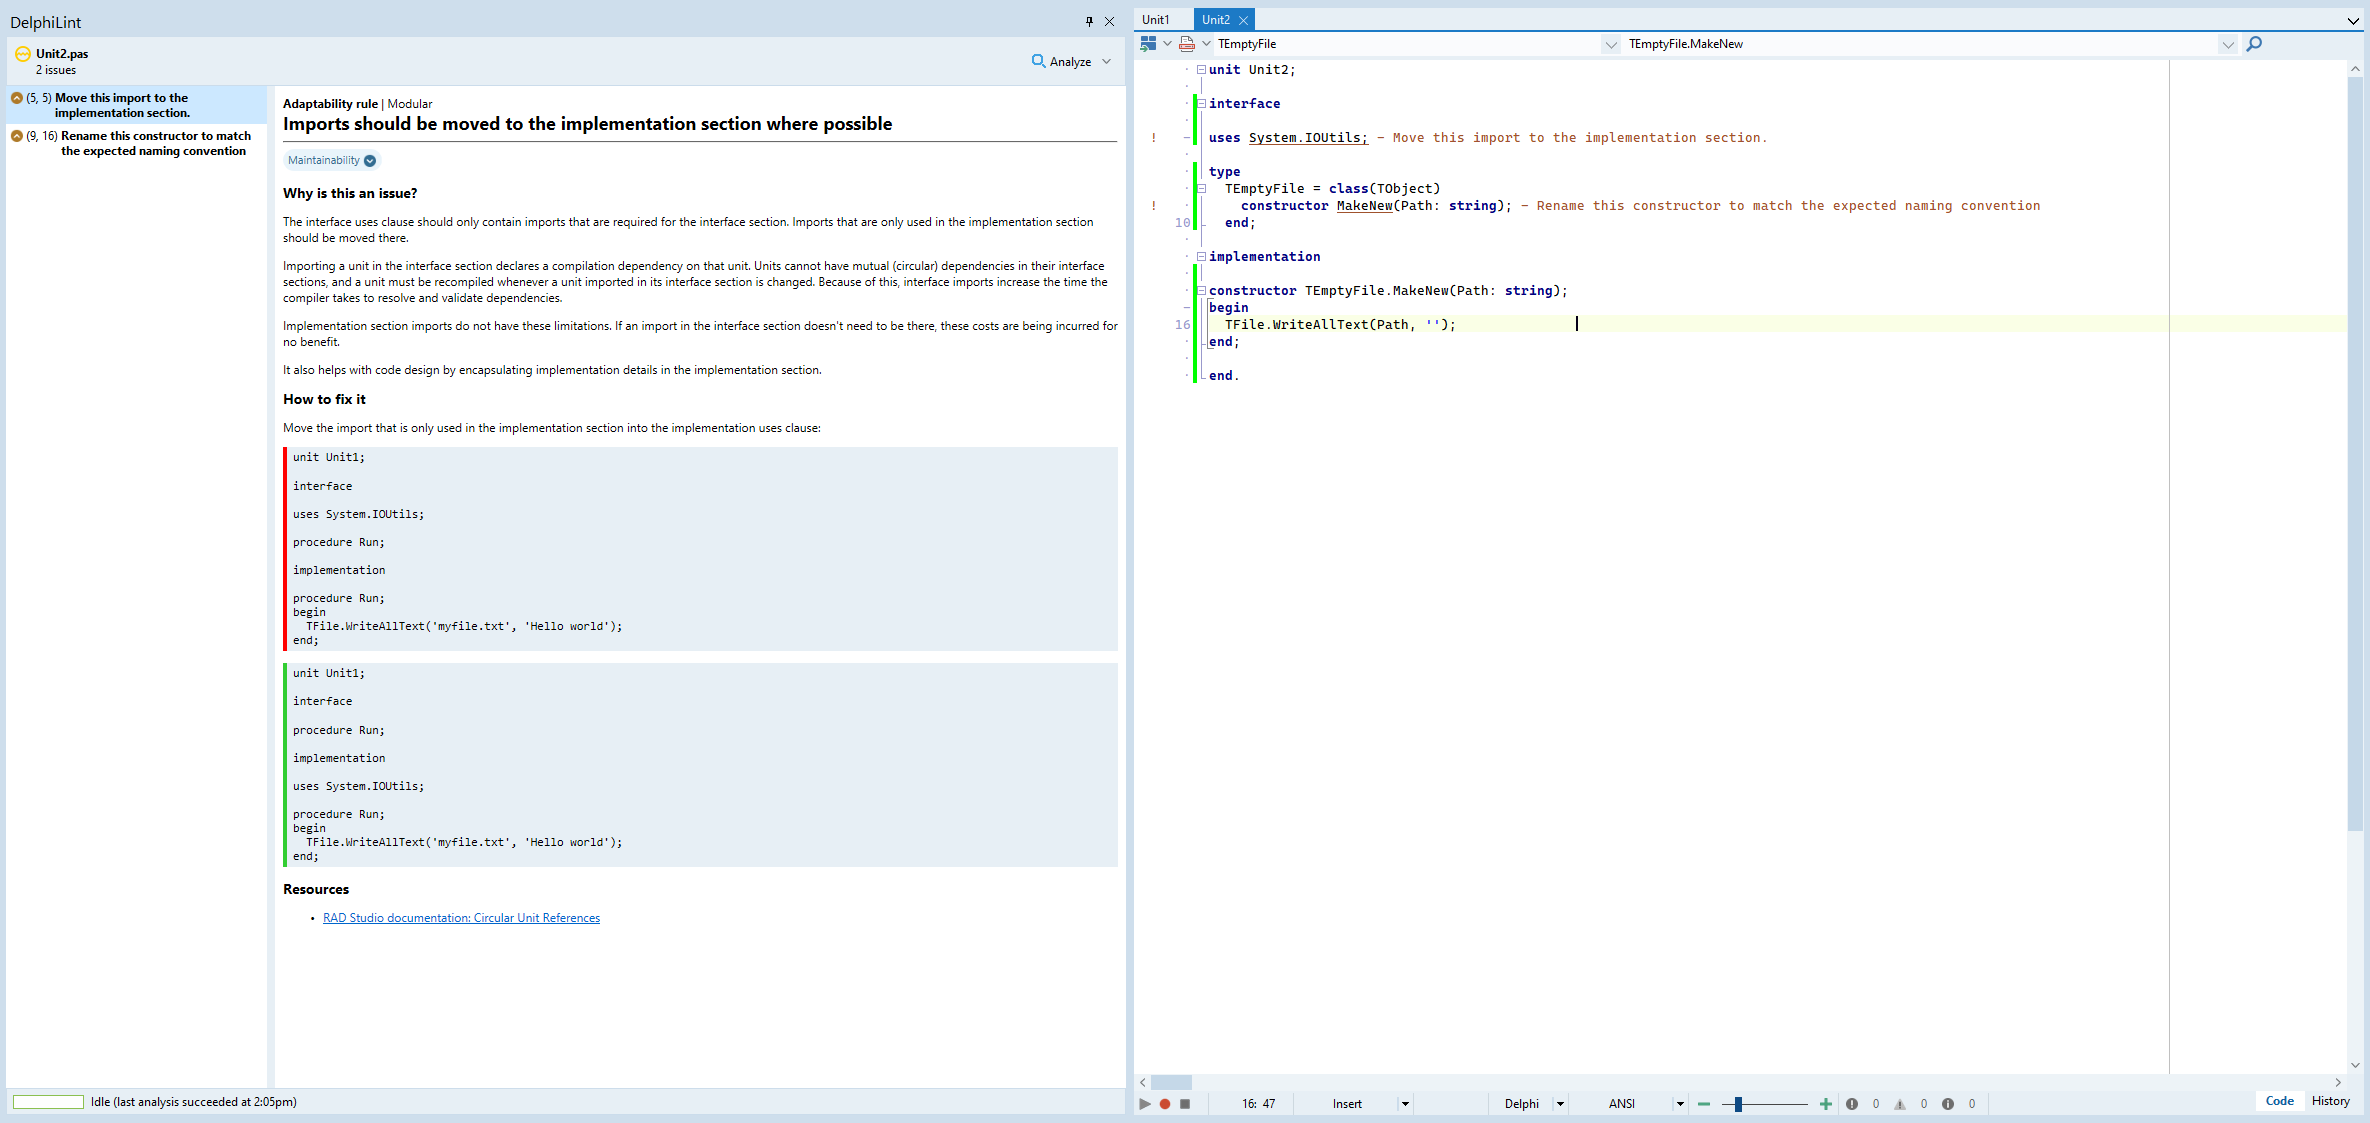 DelphiLint
Unit2.pas
2 issues
Analyze
(5, 5) Move this import to the
implementation section.
(9, 16) Rename this constructor to match
the expected naming convention
Adaptability rule | Modular
Imports should be moved to the implementation section where possible
Maintainability
Why is this an issue?
The interface uses clause should only contain imports that are required for the interface section. Imports that are only used in the implementation section
should be moved there.
Importing a unit in the interface section declares a compilation dependency on that unit. Units cannot have mutual (circular) dependencies in their interface
sections, and a unit must be recompiled whenever a unit imported in its interface section is changed. Because of this, interface imports increase the time the
compiler takes to resolve and validate dependencies.
Implementation section imports do not have these limitations. If an import in the interface section doesn't need to be there, these costs are being incurred for
no benefit.
It also helps with code design by encapsulating implementation details in the implementation section.
How to fix it
Move the import that is only used in the implementation section into the implementation uses clause:
unit Unit1;
interface
uses System.IOUtils;
procedure Run;
implementation
procedure Run;
begin
  TFile.WriteAllText('myfile.txt', 'Hello world');
end;
unit Unit1;
interface
procedure Run;
implementation
uses System.IOUtils;
procedure Run;
begin
  TFile.WriteAllText('myfile.txt', 'Hello world');
end;
Resources
• RAD Studio documentation: Circular Unit References
Idle (last analysis succeeded at 2:05pm)
Unit1 Unit2
TEmptyFile TEmptyFile.MakeNew
unit Unit2;
interface
! uses System.IOUtils; - Move this import to the implementation section.
type
  TEmptyFile = class(TObject)
!     constructor MakeNew(Path: string); - Rename this constructor to match the expected naming convention
10   end;
implementation
constructor TEmptyFile.MakeNew(Path: string);
begin
16   TFile.WriteAllText(Path, '');
end;
end.
16: 47 Insert Delphi ANSI 0 0 0 Code History